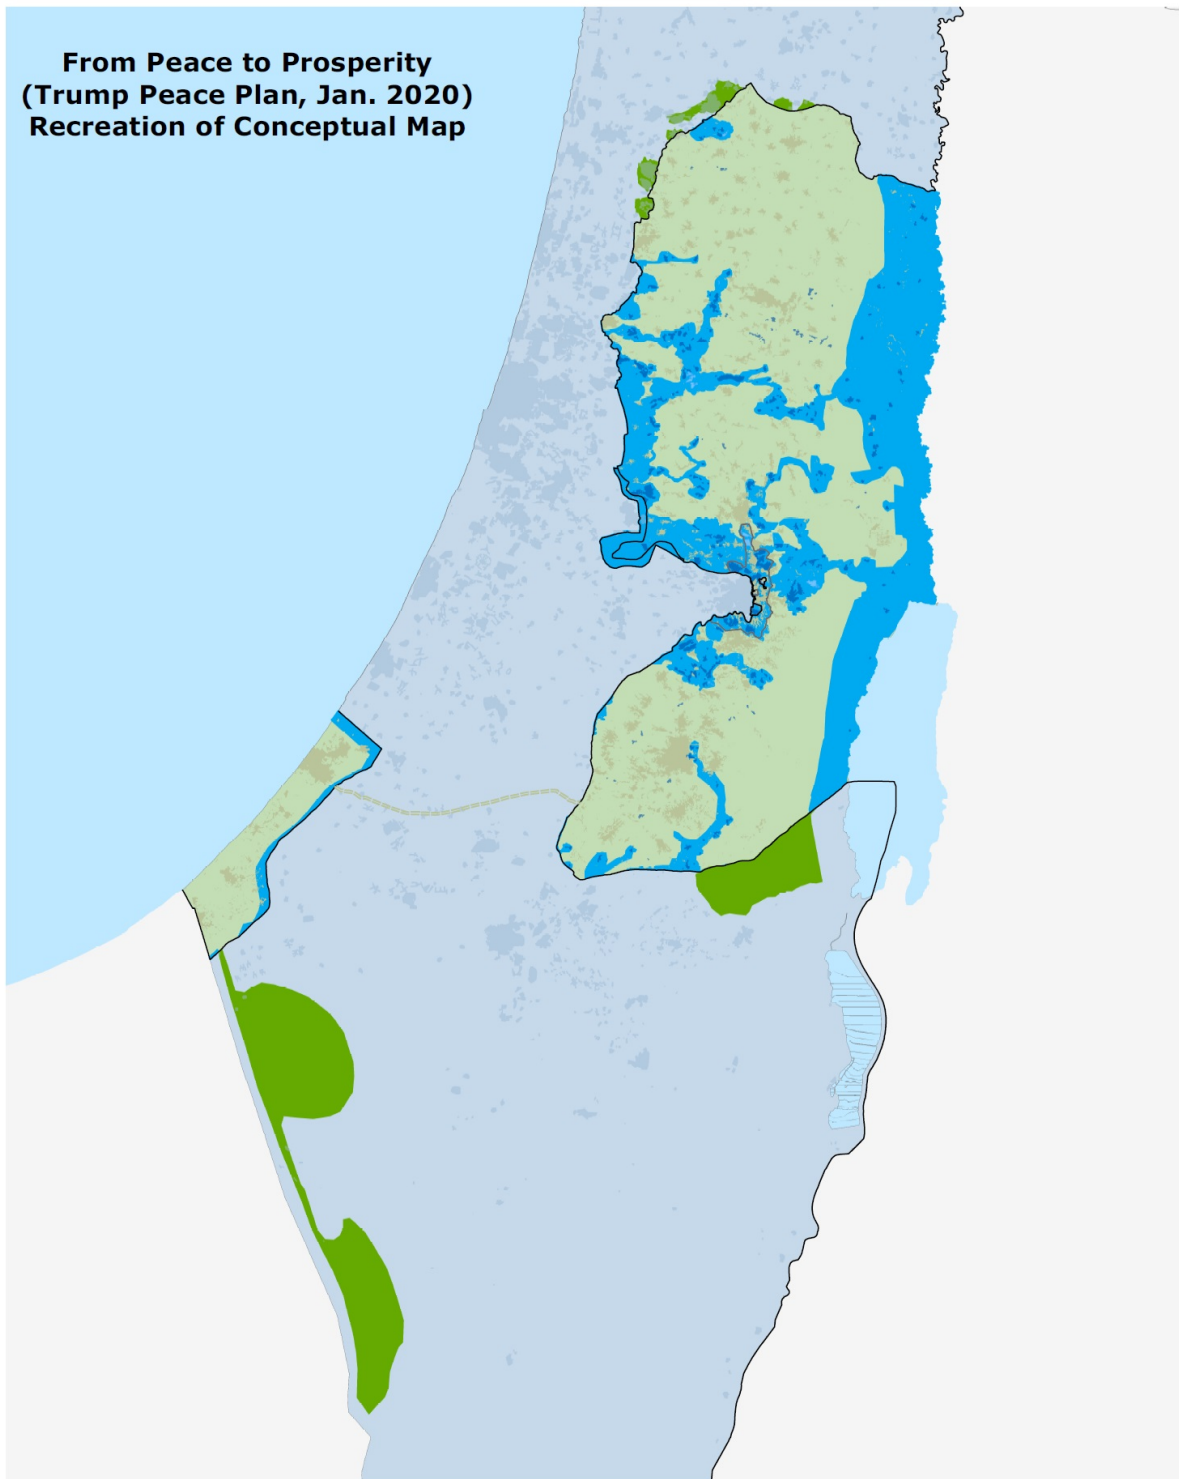 From Peace to Prosperity
(Trump Peace Plan, Jan. 2020)
Recreation of Conceptual Map